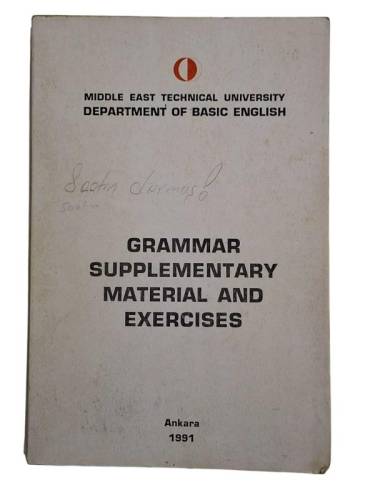 MIDDLE EAST TECHNICAL UNIVERSITY
DEPARTMENT OF BASIC ENGLISH
GRAMMAR
SUPPLEMENTARY
MATERIAL AND
EXERCISES
Ankara
1991